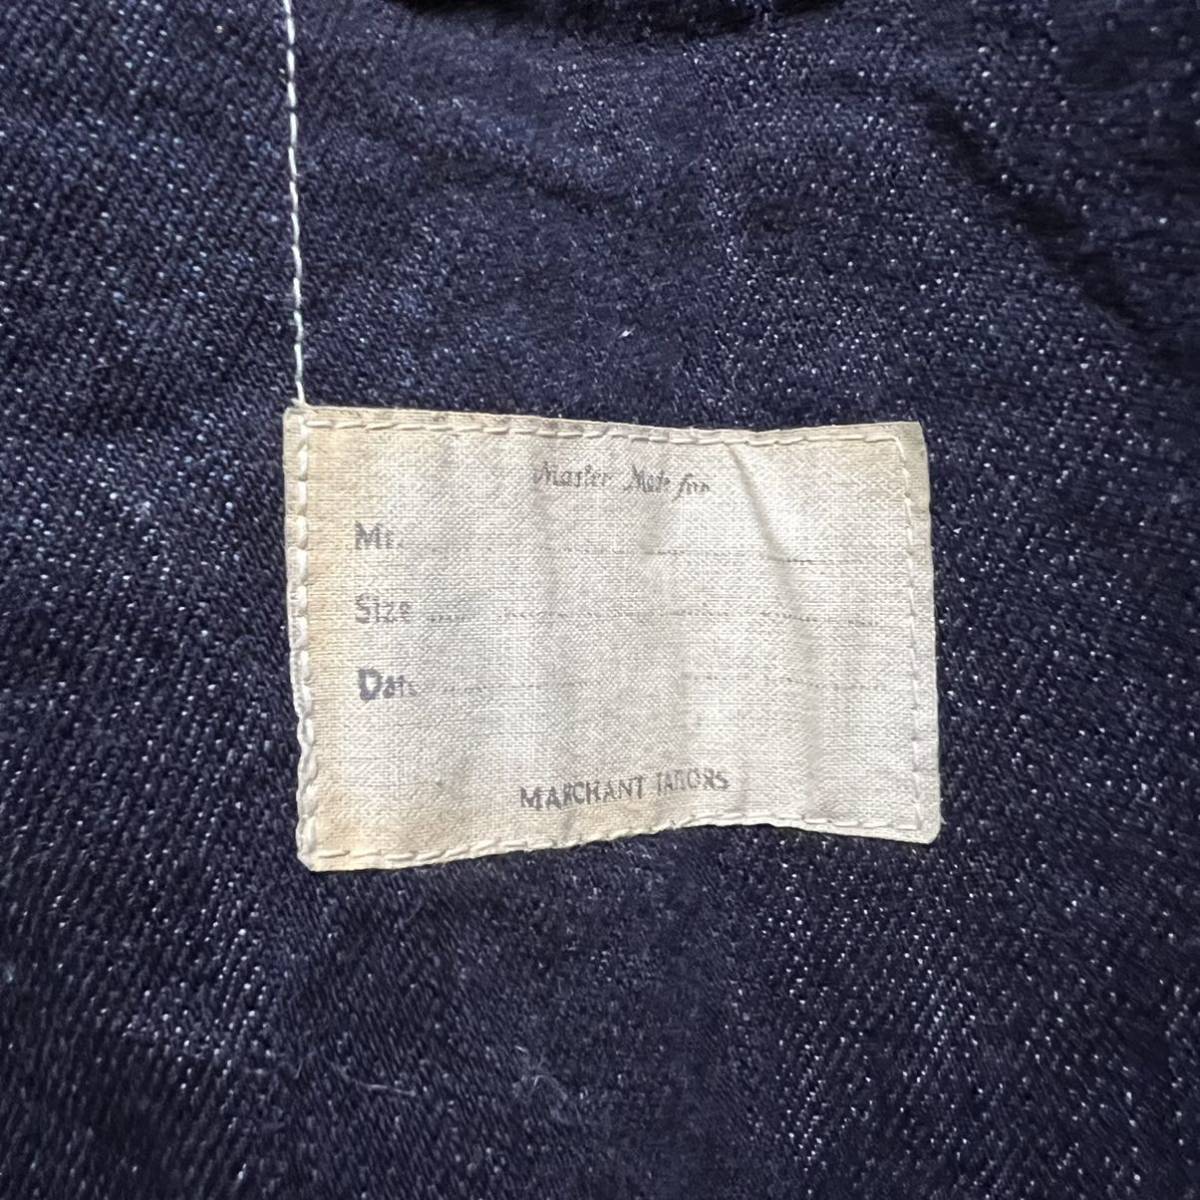 Master Made for
Mr.
Size
Date
MARCHANT TAILORS